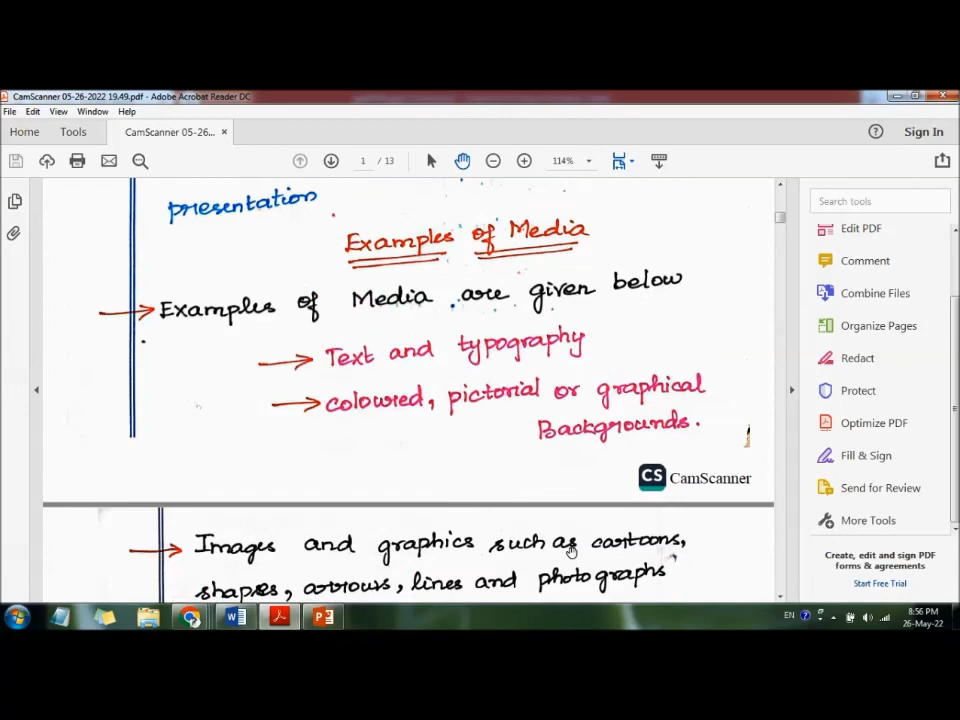 CamScanner 05-26-2022 19.49.pdf - Adobe Acrobat Reader DC
File Edit View Window Help
Home Tools CamScanner 05-26... × Sign In
1 / 13 114%
presentation
Examples of Media
Examples of Media are given below
Text and typography
coloured, pictorial or graphical
Backgrounds.
CS CamScanner
Images and graphics such as cartoons,
shapes, arrows, lines and photographs
Search tools
Edit PDF
Comment
Combine Files
Organize Pages
Redact
Protect
Optimize PDF
Fill & Sign
Send for Review
More Tools
Create, edit and sign PDF
forms & agreements
Start Free Trial
EN 8:56 PM
26-May-22